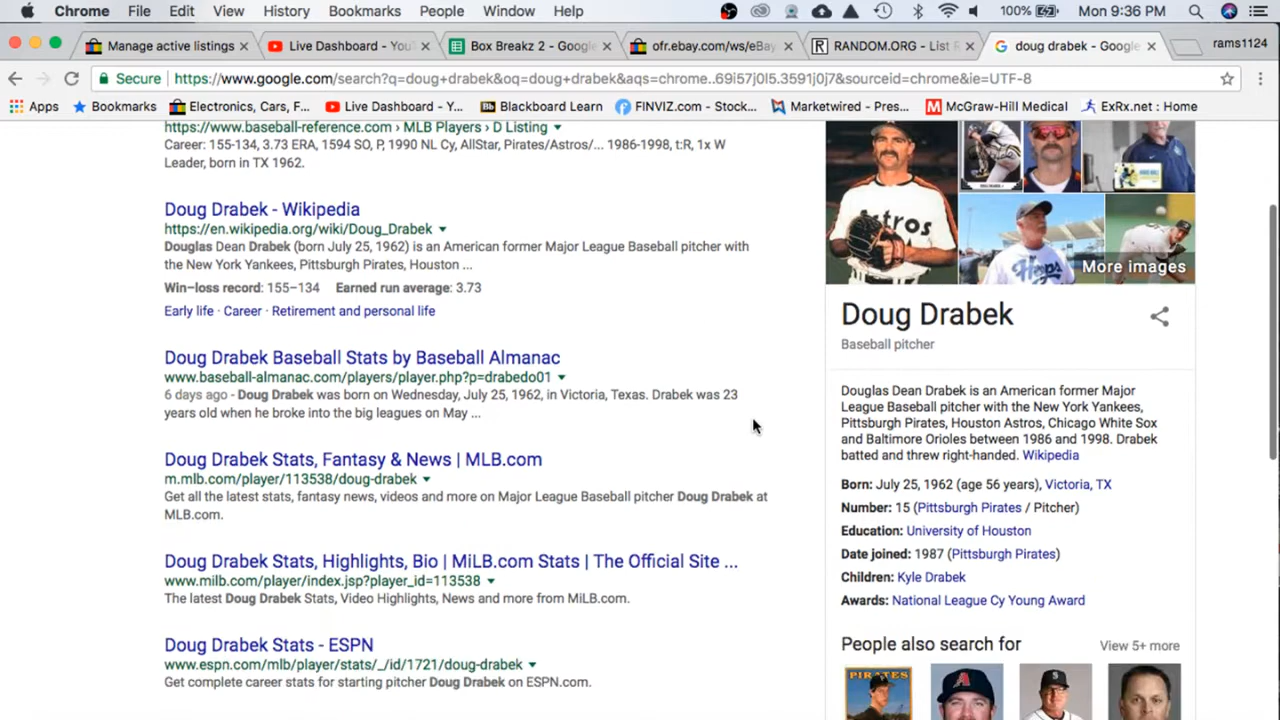 Chrome File Edit View History Bookmarks People Window Help 100% Mon 9:36 PM
Manage active listings Live Dashboard - You Box Breakz 2 - Google ofr.ebay.com/ws/eBay RANDOM.ORG - List R doug drabek - Google rams1124
Secure https://www.google.com/search?q=doug+drabek&oq=doug+drabek&aqs=chrome..69i57j0l5.3591j0j7&sourceid=chrome&ie=UTF-8
Apps Bookmarks Electronics, Cars, F... Live Dashboard - Y... Bb Blackboard Learn FINVIZ.com - Stock... Marketwired - Pres... M McGraw-Hill Medical ExRx.net : Home
https://www.baseball-reference.com › MLB Players › D Listing
Career: 155-134, 3.73 ERA, 1594 SO, P, 1990 NL Cy, AllStar, Pirates/Astros/... 1986-1998, t:R, 1x W
Leader, born in TX 1962.
Doug Drabek - Wikipedia
https://en.wikipedia.org/wiki/Doug_Drabek
Douglas Dean Drabek (born July 25, 1962) is an American former Major League Baseball pitcher with
the New York Yankees, Pittsburgh Pirates, Houston ...
Win–loss record: 155–134 Earned run average: 3.73
Early life · Career · Retirement and personal life
Doug Drabek Baseball Stats by Baseball Almanac
www.baseball-almanac.com/players/player.php?p=drabedo01
6 days ago - Doug Drabek was born on Wednesday, July 25, 1962, in Victoria, Texas. Drabek was 23
years old when he broke into the big leagues on May ...
Doug Drabek Stats, Fantasy & News | MLB.com
m.mlb.com/player/113538/doug-drabek
Get all the latest stats, fantasy news, videos and more on Major League Baseball pitcher Doug Drabek at
MLB.com.
Doug Drabek Stats, Highlights, Bio | MiLB.com Stats | The Official Site ...
www.milb.com/player/index.jsp?player_id=113538
The latest Doug Drabek Stats, Video Highlights, News and more from MiLB.com.
Doug Drabek Stats - ESPN
www.espn.com/mlb/player/stats/_/id/1721/doug-drabek
Get complete career stats for starting pitcher Doug Drabek on ESPN.com.
stros
Hops
More images
Doug Drabek
Baseball pitcher
Douglas Dean Drabek is an American former Major
League Baseball pitcher with the New York Yankees,
Pittsburgh Pirates, Houston Astros, Chicago White Sox
and Baltimore Orioles between 1986 and 1998. Drabek
batted and threw right-handed. Wikipedia
Born: July 25, 1962 (age 56 years), Victoria, TX
Number: 15 (Pittsburgh Pirates / Pitcher)
Education: University of Houston
Date joined: 1987 (Pittsburgh Pirates)
Children: Kyle Drabek
Awards: National League Cy Young Award
People also search for View 5+ more
PIRATES